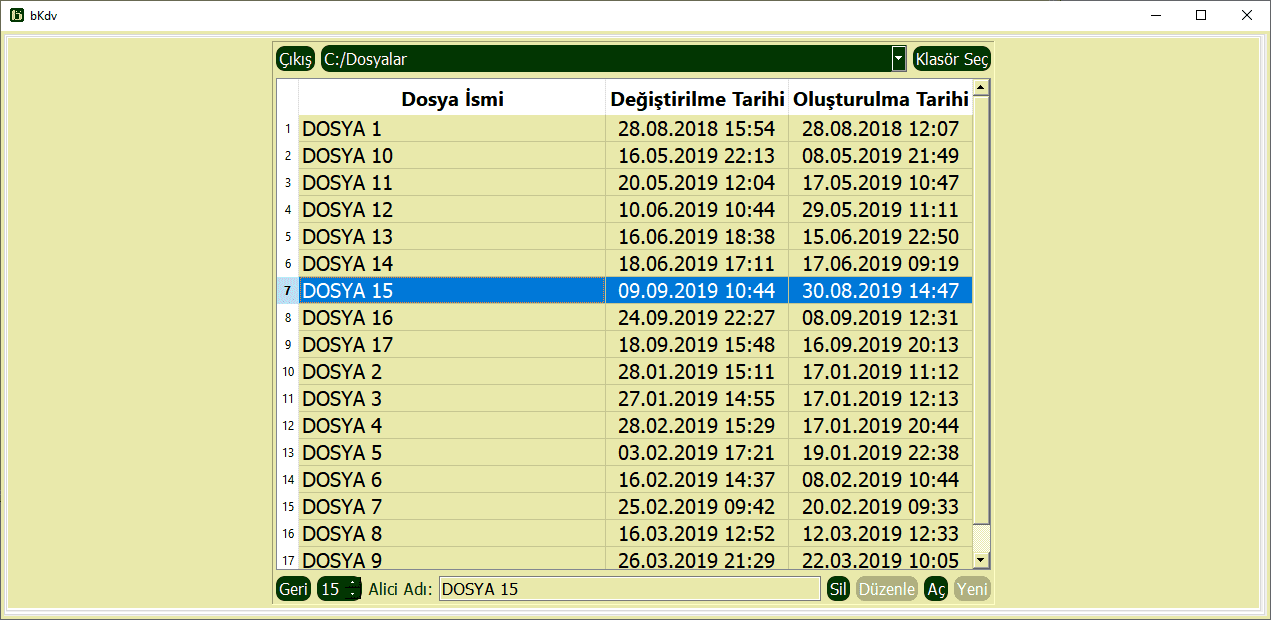 bKdv
Çıkış C:/Dosyalar Klasör Seç
Dosya İsmi Değiştirilme Tarihi Oluşturulma Tarihi
1 DOSYA 1 28.08.2018 15:54 28.08.2018 12:07
2 DOSYA 10 16.05.2019 22:13 08.05.2019 21:49
3 DOSYA 11 20.05.2019 12:04 17.05.2019 10:47
4 DOSYA 12 10.06.2019 10:44 29.05.2019 11:11
5 DOSYA 13 16.06.2019 18:38 15.06.2019 22:50
6 DOSYA 14 18.06.2019 17:11 17.06.2019 09:19
7 DOSYA 15 09.09.2019 10:44 30.08.2019 14:47
8 DOSYA 16 24.09.2019 22:27 08.09.2019 12:31
9 DOSYA 17 18.09.2019 15:48 16.09.2019 20:13
10 DOSYA 2 28.01.2019 15:11 17.01.2019 11:12
11 DOSYA 3 27.01.2019 14:55 17.01.2019 12:13
12 DOSYA 4 28.02.2019 15:29 17.01.2019 20:44
13 DOSYA 5 03.02.2019 17:21 19.01.2019 22:38
14 DOSYA 6 16.02.2019 14:37 08.02.2019 10:44
15 DOSYA 7 25.02.2019 09:42 20.02.2019 09:33
16 DOSYA 8 16.03.2019 12:52 12.03.2019 12:33
17 DOSYA 9 26.03.2019 21:29 22.03.2019 10:05
Geri 15 Alici Adı: DOSYA 15 Sil Düzenle Aç Yeni